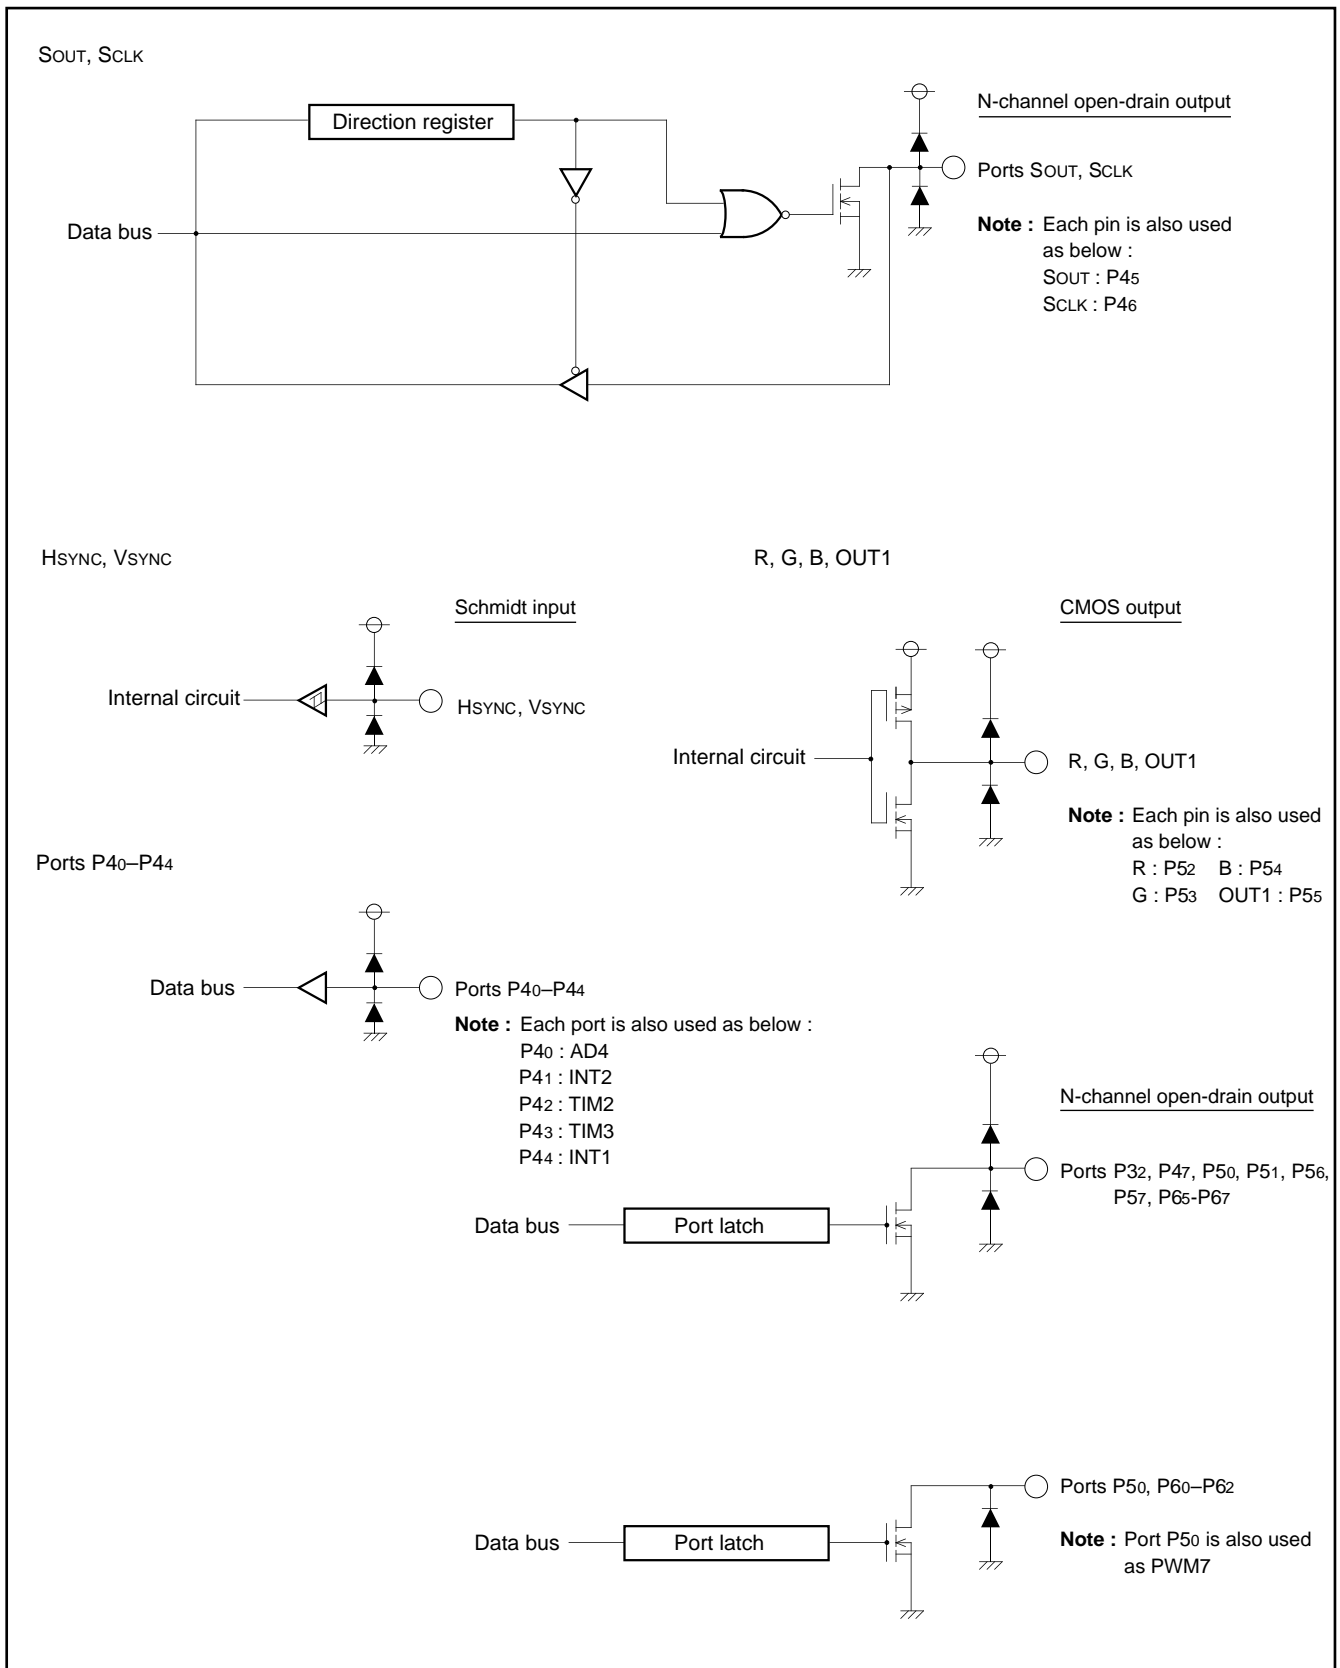 SOUT, SCLK
N-channel open-drain output
Direction register
Ports SOUT, SCLK
Data bus
Note : Each pin is also used
as below :
SOUT : P45
SCLK : P46
HSYNC, VSYNC
Schmidt input
Internal circuit
HSYNC, VSYNC
R, G, B, OUT1
CMOS output
Internal circuit
R, G, B, OUT1
Note : Each pin is also used
as below :
R : P52 B : P54
G : P53 OUT1 : P55
Ports P40–P44
Data bus
Ports P40–P44
Note : Each port is also used as below :
P40 : AD4
P41 : INT2
P42 : TIM2
P43 : TIM3
P44 : INT1
N-channel open-drain output
Ports P32, P47, P50, P51, P56,
P57, P65-P67
Data bus
Port latch
Ports P50, P60–P62
Data bus
Port latch
Note : Port P50 is also used
as PWM7